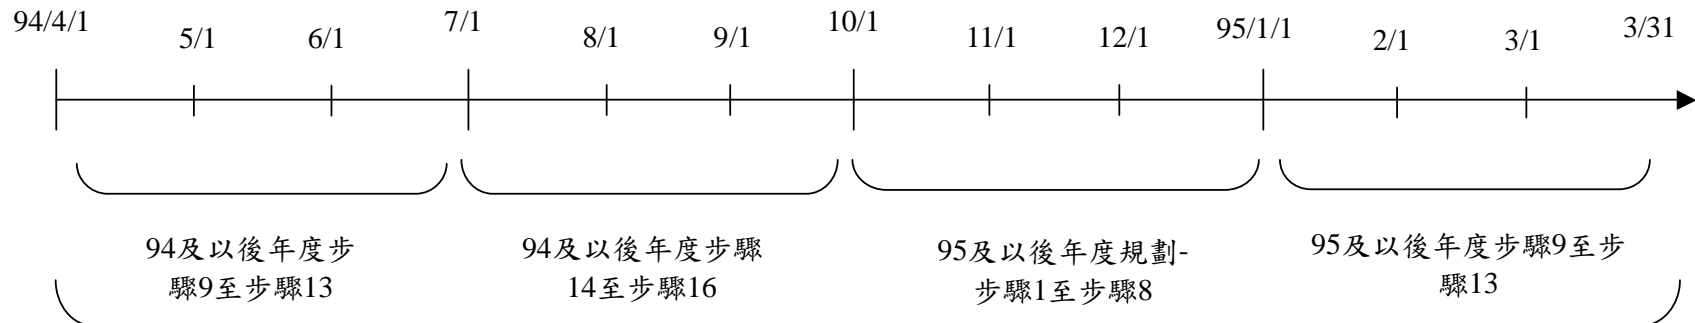 94/4/1 5/1 6/1 7/1 8/1 9/1 10/1 11/1 12/1 95/1/1 2/1 3/1 3/31
94及以後年度步
驟9至步驟13
94及以後年度步驟
14至步驟16
95及以後年度規劃-
步驟1至步驟8
95及以後年度步驟9至步
驟13